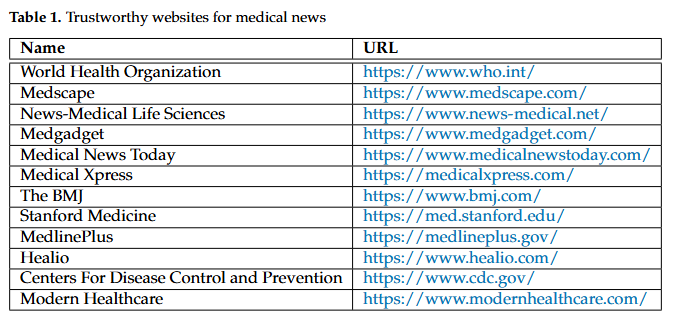 Table 1. Trustworthy websites for medical news
Name URL
World Health Organization https://www.who.int/
Medscape https://www.medscape.com/
News-Medical Life Sciences https://www.news-medical.net/
Medgadget https://www.medgadget.com/
Medical News Today https://www.medicalnewstoday.com/
Medical Xpress https://medicalxpress.com/
The BMJ https://www.bmj.com/
Stanford Medicine https://med.stanford.edu/
MedlinePlus https://medlineplus.gov/
Healio https://www.healio.com/
Centers For Disease Control and Prevention https://www.cdc.gov/
Modern Healthcare https://www.modernhealthcare.com/